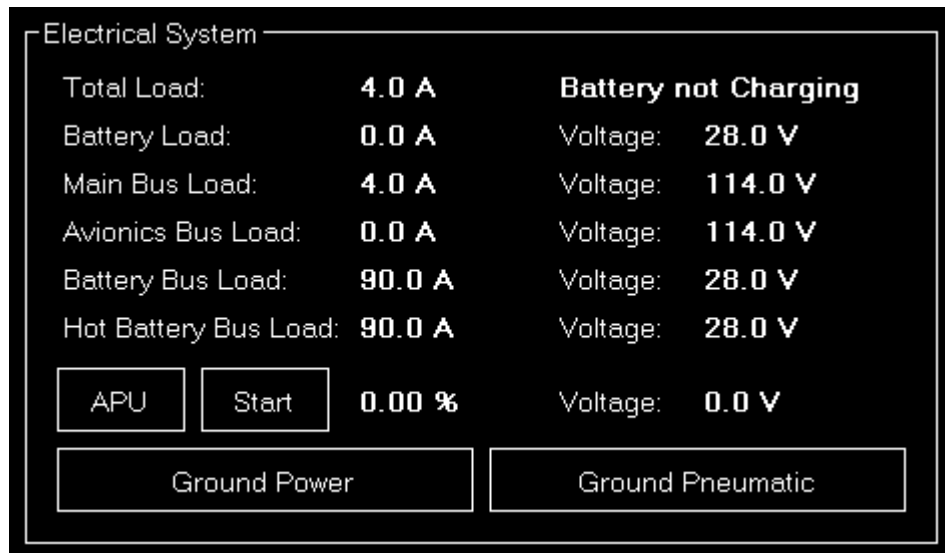 Electrical System
Total Load: 4.0 A Battery not Charging
Battery Load: 0.0 A Voltage: 28.0 V
Main Bus Load: 4.0 A Voltage: 114.0 V
Avionics Bus Load: 0.0 A Voltage: 114.0 V
Battery Bus Load: 90.0 A Voltage: 28.0 V
Hot Battery Bus Load: 90.0 A Voltage: 28.0 V
APU Start 0.00 % Voltage: 0.0 V
Ground Power Ground Pneumatic